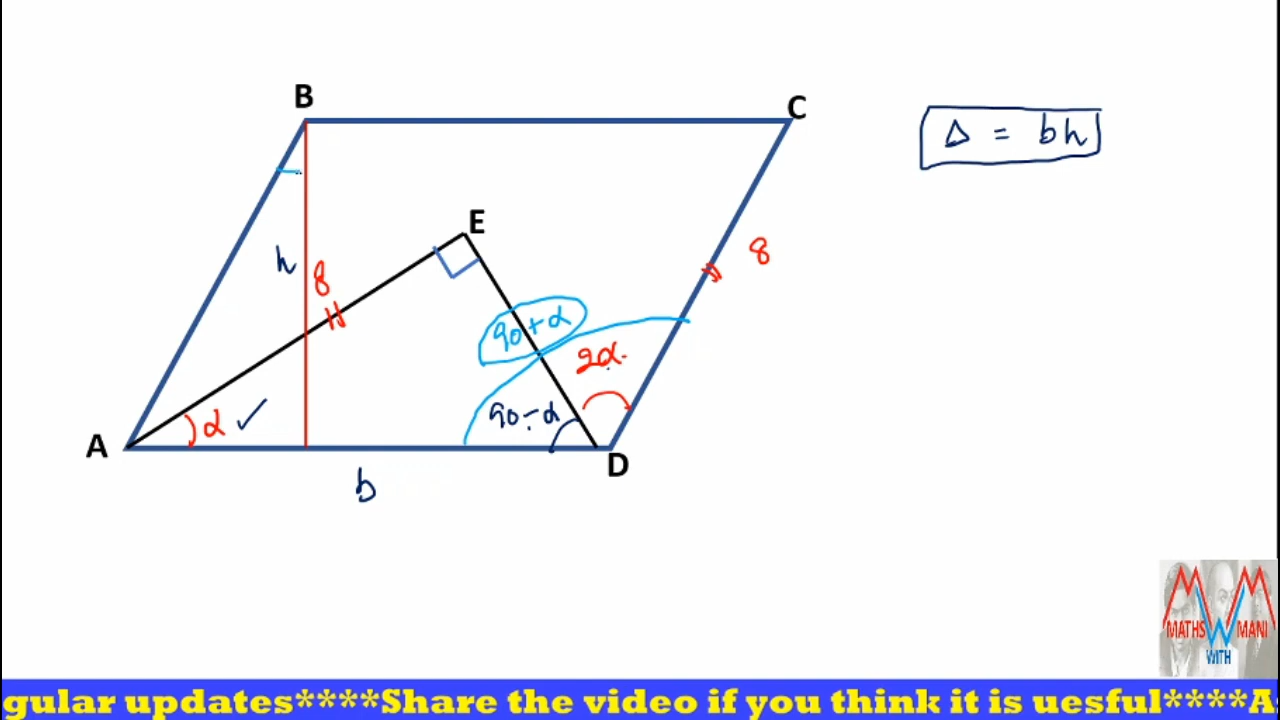 B
C
Δ = bh
E
h
8
8
90+α
2α
90-α
α
A
D
b
MATHS WITH MANI
gular updates****Share the video if you think it is uesful****A